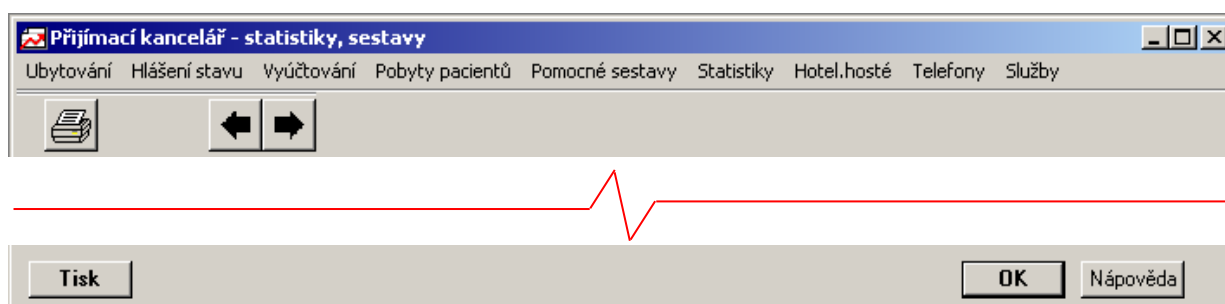 Přijímací kancelář - statistiky, sestavy
Ubytování Hlášení stavu Vyúčtování Pobyty pacientů Pomocné sestavy Statistiky Hotel.hosté Telefony Služby
Tisk OK Nápověda